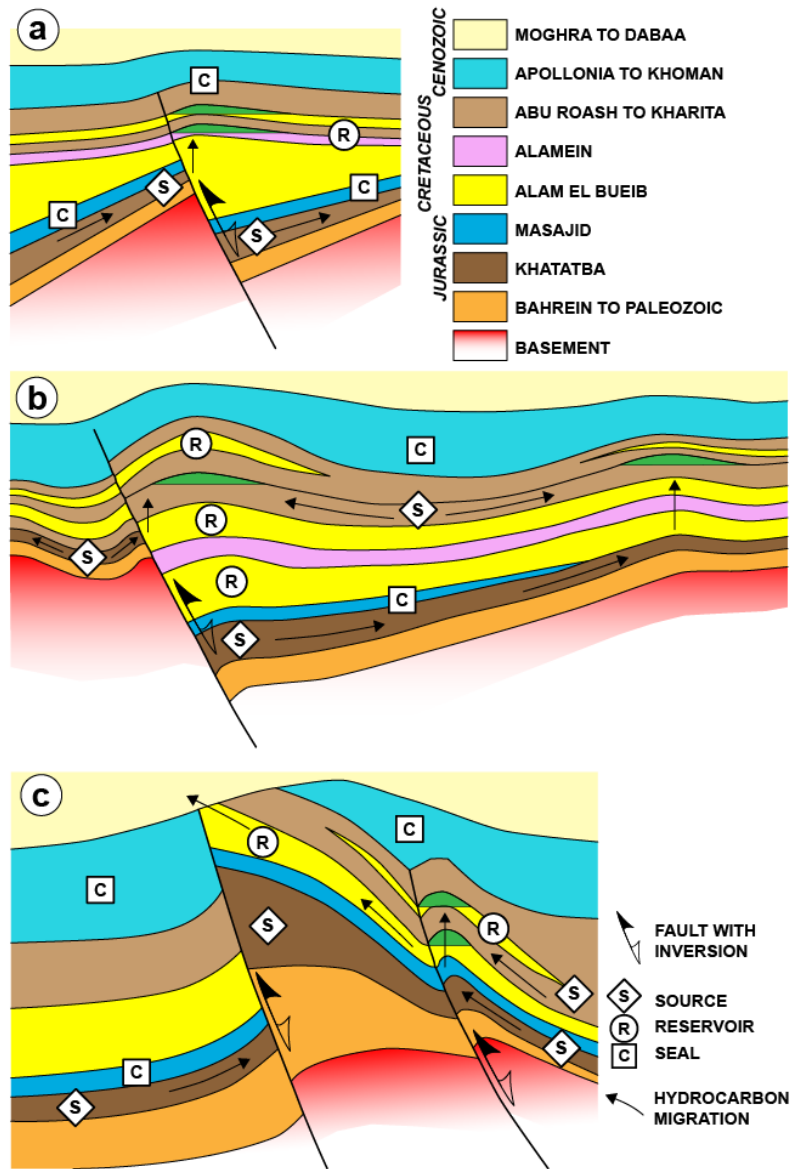 a
C
R
C
S
C
S
CENOZOIC
CRETACEOUS
JURASSIC
MOGHRA TO DABAA
APOLLONIA TO KHOMAN
ABU ROASH TO KHARITA
ALAMEIN
ALAM EL BUEIB
MASAJID
KHATATBA
BAHREIN TO PALEOZOIC
BASEMENT
b
R
C
S
R
S
R
C
S
c
C
R
C
S
R
S
C
S
S
FAULT WITH
INVERSION
S SOURCE
R RESERVOIR
C SEAL
HYDROCARBON
MIGRATION